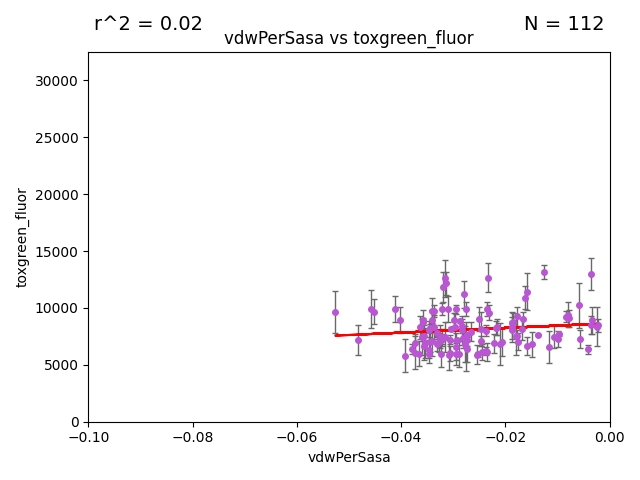 r^2 = 0.02
N = 112
vdwPerSasa vs toxgreen_fluor
30000
25000
20000
15000
10000
5000
0
toxgreen_fluor
−0.10
−0.08
−0.06
−0.04
−0.02
0.00
vdwPerSasa